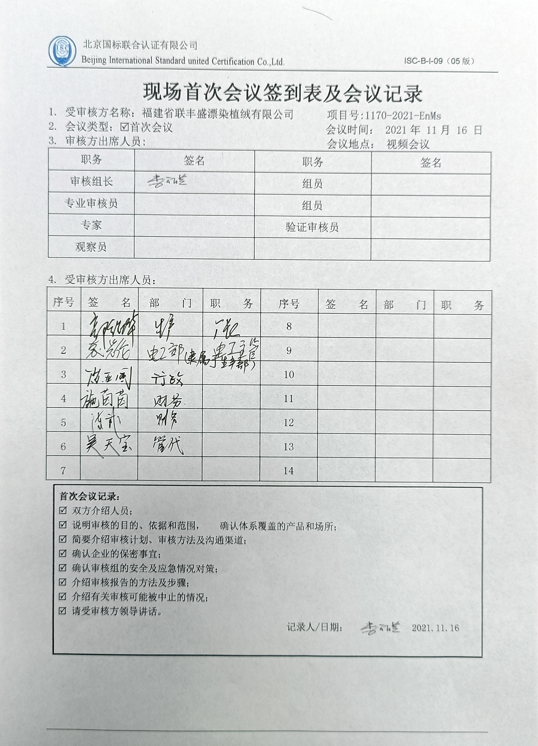 北京国标联合认证有限公司
Beijing International Standard united Certification Co.,Ltd.
ISC-B-I-09（05版）
现场首次会议签到表及会议记录
1. 受审核方名称：福建省联丰盛漂染植绒有限公司 项目号:1170-2021-EnMs
2. 会议类型：☑首次会议 会议时间： 2021年11月16日
3. 审核方出席人员： 会议地点： 视频会议
职务 签名 职务 签名
审核组长 组员
专业审核员 组员
专家 验证审核员
观察员
4. 受审核方出席人员：
序号 签名 部门 职务 序号 签名 部门 职务
1 生产 厂长 8
2 电工部 9
3 行政 10
4 施茵茵 财务 11
5 财务 12
6 吴天宝 管代 13
7 14
首次会议记录：
☑ 双方介绍人员；
☑ 说明审核的目的、依据和范围， 确认体系覆盖的产品和场所；
☑ 简要介绍审核计划、审核方法及沟通渠道；
☑ 确认企业的保密事宜；
☑ 确认审核组的安全及应急情况对策；
☑ 介绍审核报告的方法及步骤；
☑ 介绍有关审核可能被中止的情况；
☑ 请受审核方领导讲话。
记录人/日期： 2021.11.16